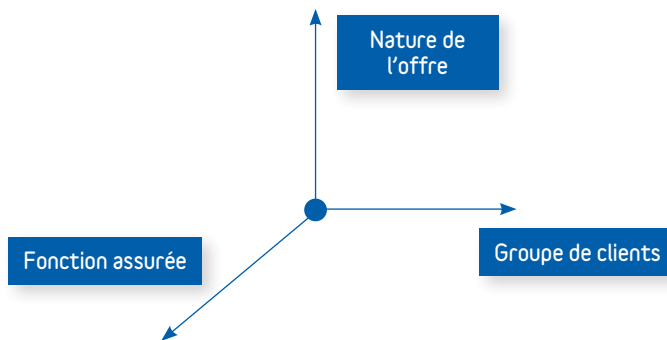 Nature de
l'offre
Fonction assurée
Groupe de clients